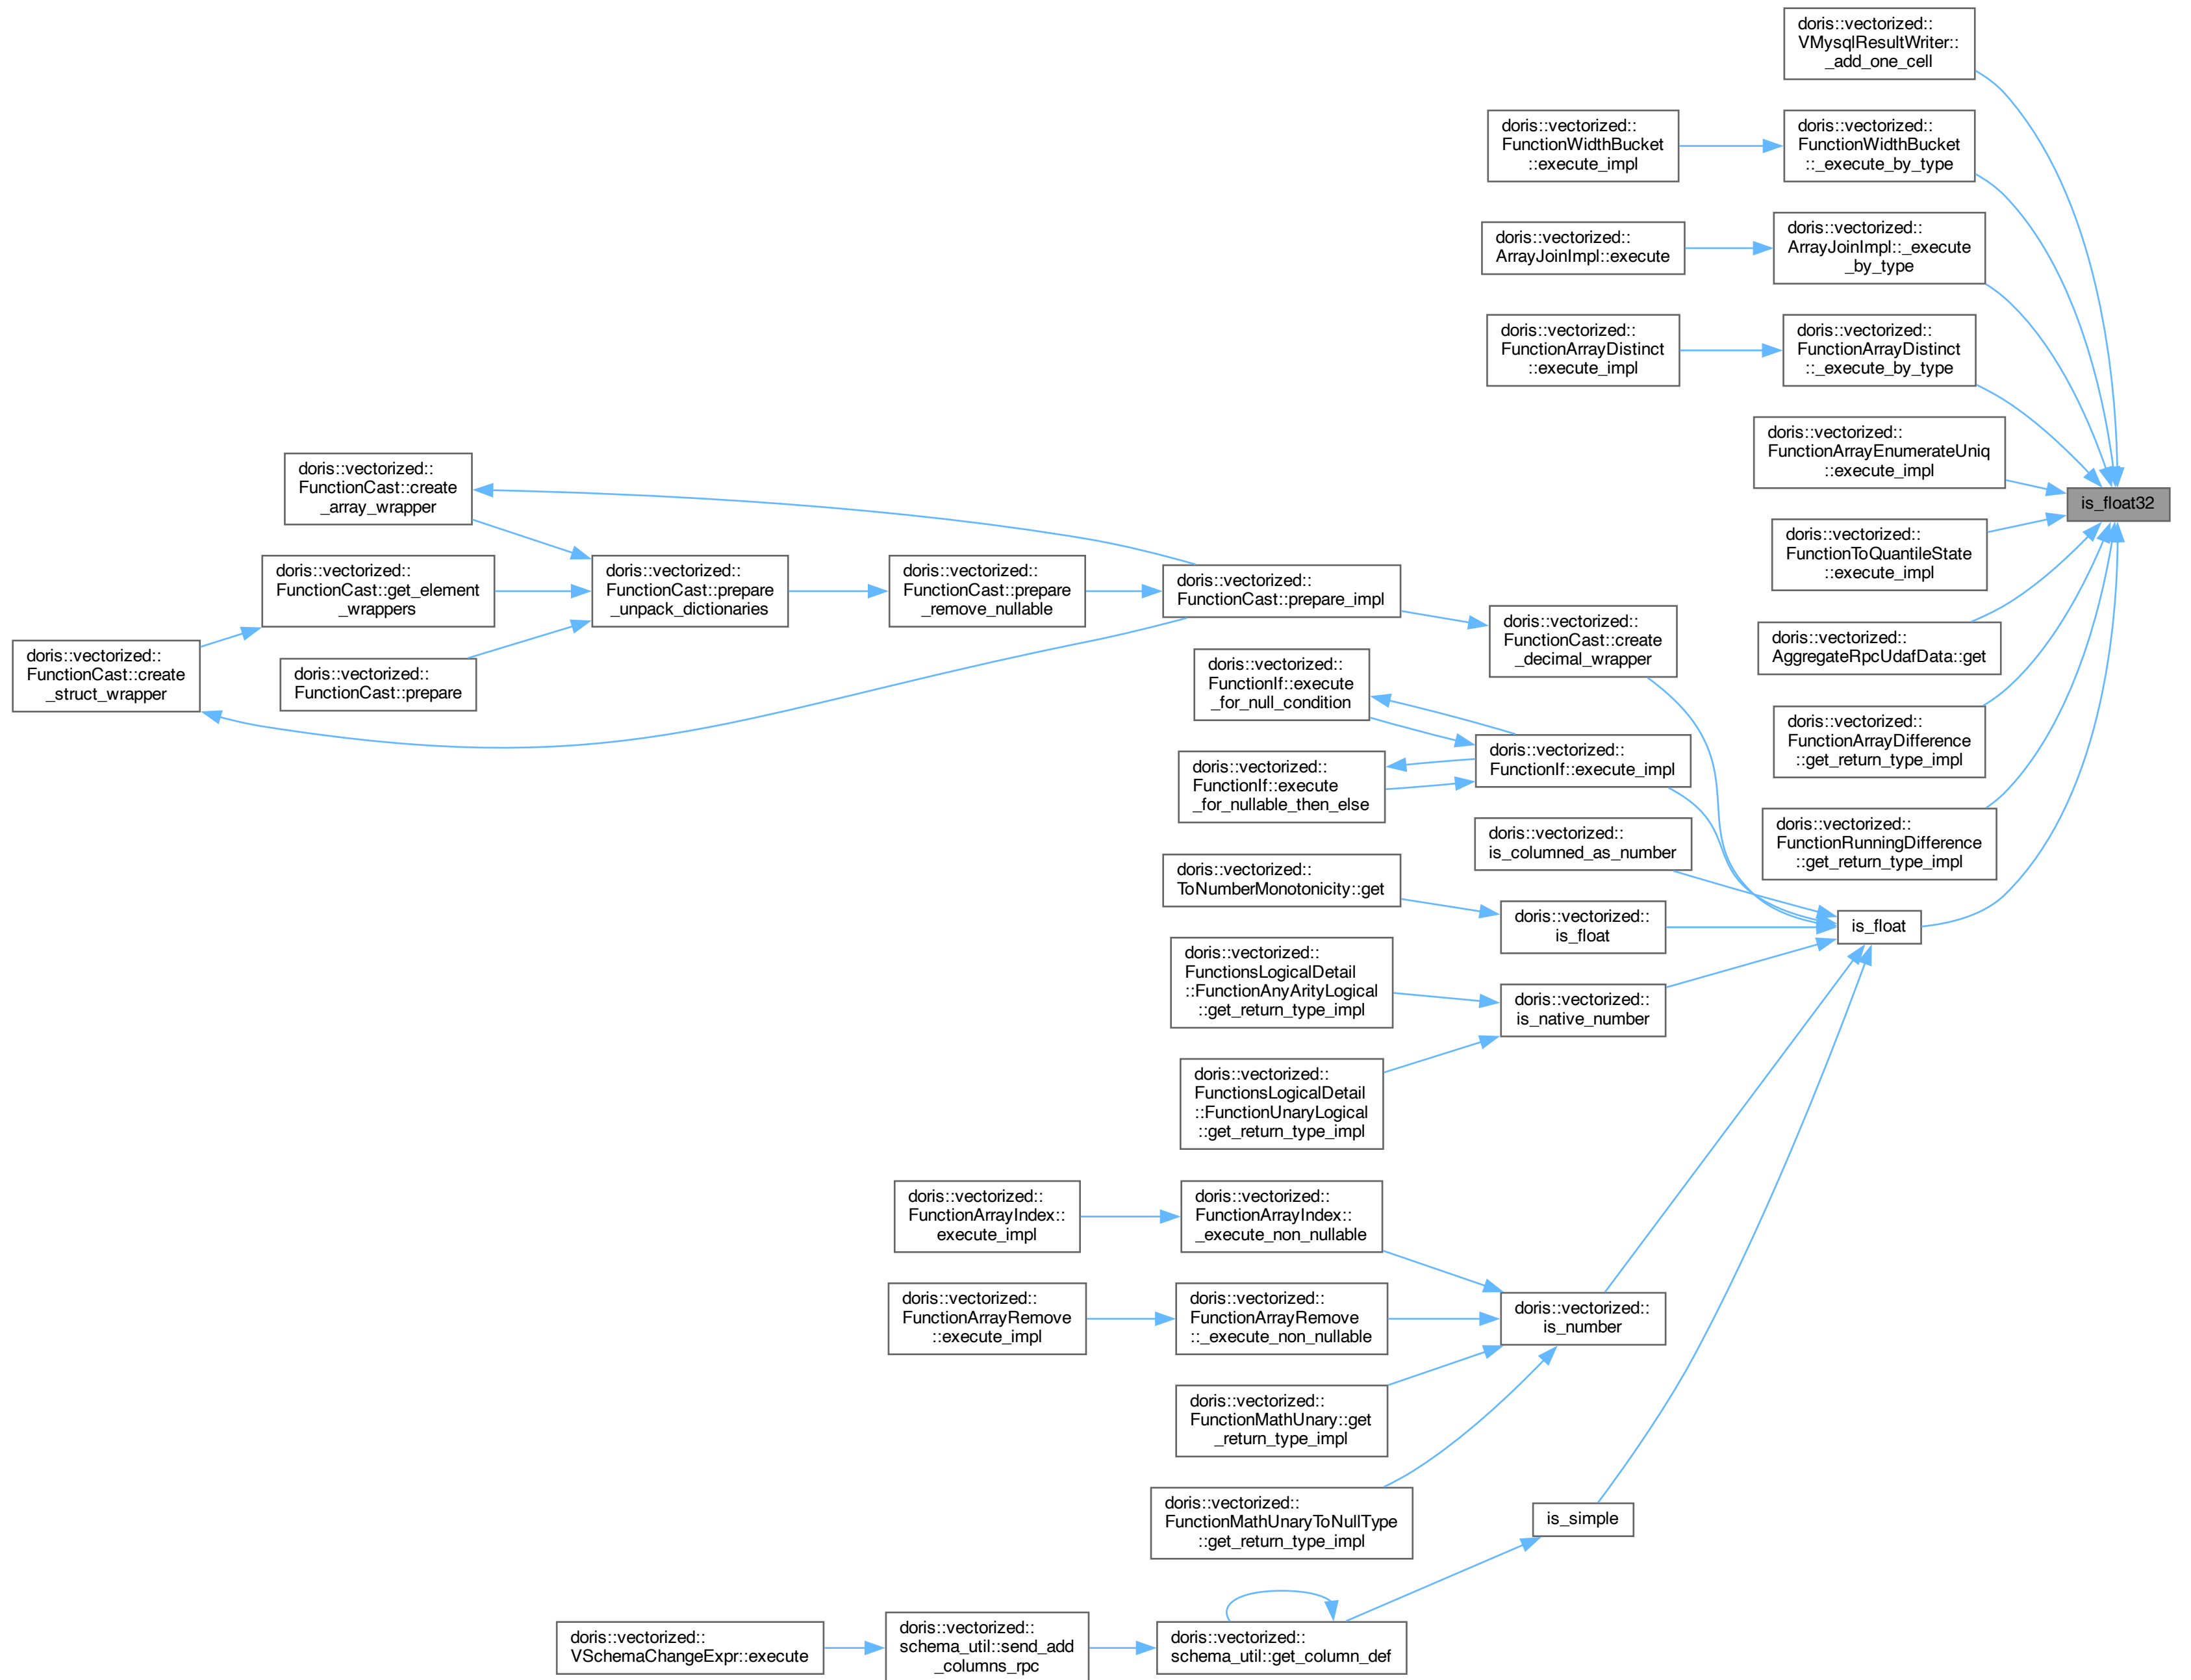 doris::vectorized::
VMysqlResultWriter::
_add_one_cell
doris::vectorized::
FunctionWidthBucket
::execute_impl
doris::vectorized::
FunctionWidthBucket
::_execute_by_type
doris::vectorized::
ArrayJoinImpl::execute
doris::vectorized::
ArrayJoinImpl::_execute
_by_type
doris::vectorized::
FunctionArrayDistinct
::execute_impl
doris::vectorized::
FunctionArrayDistinct
::_execute_by_type
doris::vectorized::
FunctionArrayEnumerateUniq
::execute_impl
is_float32
doris::vectorized::
FunctionToQuantileState
::execute_impl
doris::vectorized::
AggregateRpcUdafData::get
doris::vectorized::
FunctionArrayDifference
::get_return_type_impl
doris::vectorized::
FunctionRunningDifference
::get_return_type_impl
is_float
doris::vectorized::
FunctionCast::create
_array_wrapper
doris::vectorized::
FunctionCast::get_element
_wrappers
doris::vectorized::
FunctionCast::prepare
_unpack_dictionaries
doris::vectorized::
FunctionCast::prepare
_remove_nullable
doris::vectorized::
FunctionCast::prepare_impl
doris::vectorized::
FunctionCast::create
_decimal_wrapper
doris::vectorized::
FunctionCast::create
_struct_wrapper
doris::vectorized::
FunctionCast::prepare
doris::vectorized::
FunctionIf::execute
_for_null_condition
doris::vectorized::
FunctionIf::execute_impl
doris::vectorized::
FunctionIf::execute
_for_nullable_then_else
doris::vectorized::
is_columned_as_number
doris::vectorized::
ToNumberMonotonicity::get
doris::vectorized::
is_float
doris::vectorized::
FunctionsLogicalDetail
::FunctionAnyArityLogical
::get_return_type_impl
doris::vectorized::
is_native_number
doris::vectorized::
FunctionsLogicalDetail
::FunctionUnaryLogical
::get_return_type_impl
doris::vectorized::
FunctionArrayIndex::
execute_impl
doris::vectorized::
FunctionArrayIndex::
_execute_non_nullable
doris::vectorized::
FunctionArrayRemove
::execute_impl
doris::vectorized::
FunctionArrayRemove
::_execute_non_nullable
doris::vectorized::
is_number
doris::vectorized::
FunctionMathUnary::get
_return_type_impl
doris::vectorized::
FunctionMathUnaryToNullType
::get_return_type_impl
is_simple
doris::vectorized::
VSchemaChangeExpr::execute
doris::vectorized::
schema_util::send_add
_columns_rpc
doris::vectorized::
schema_util::get_column_def